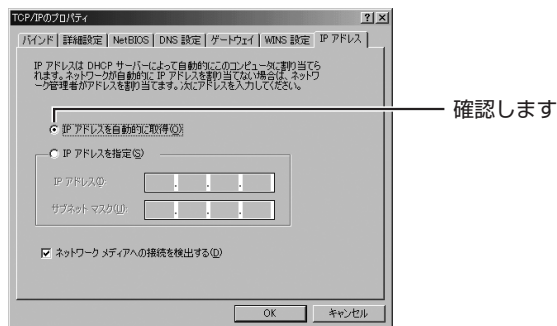 TCP/IPのプロパティ
バインド 詳細設定 NetBIOS DNS 設定 ゲートウェイ WINS 設定 IP アドレス
IP アドレスは DHCP サーバーによって自動的にこのコンピュータに割り当てら
れます。ネットワークが自動的に IP アドレスを割り当てない場合は、ネットワ
ーク管理者がアドレスを割り当てます。次にアドレスを入力してください。
確認します
IP アドレスを自動的に取得(O)
IP アドレスを指定(S)
IP アドレス(I):
サブネット マスク(U):
ネットワーク メディアへの接続を検出する(D)
OK キャンセル